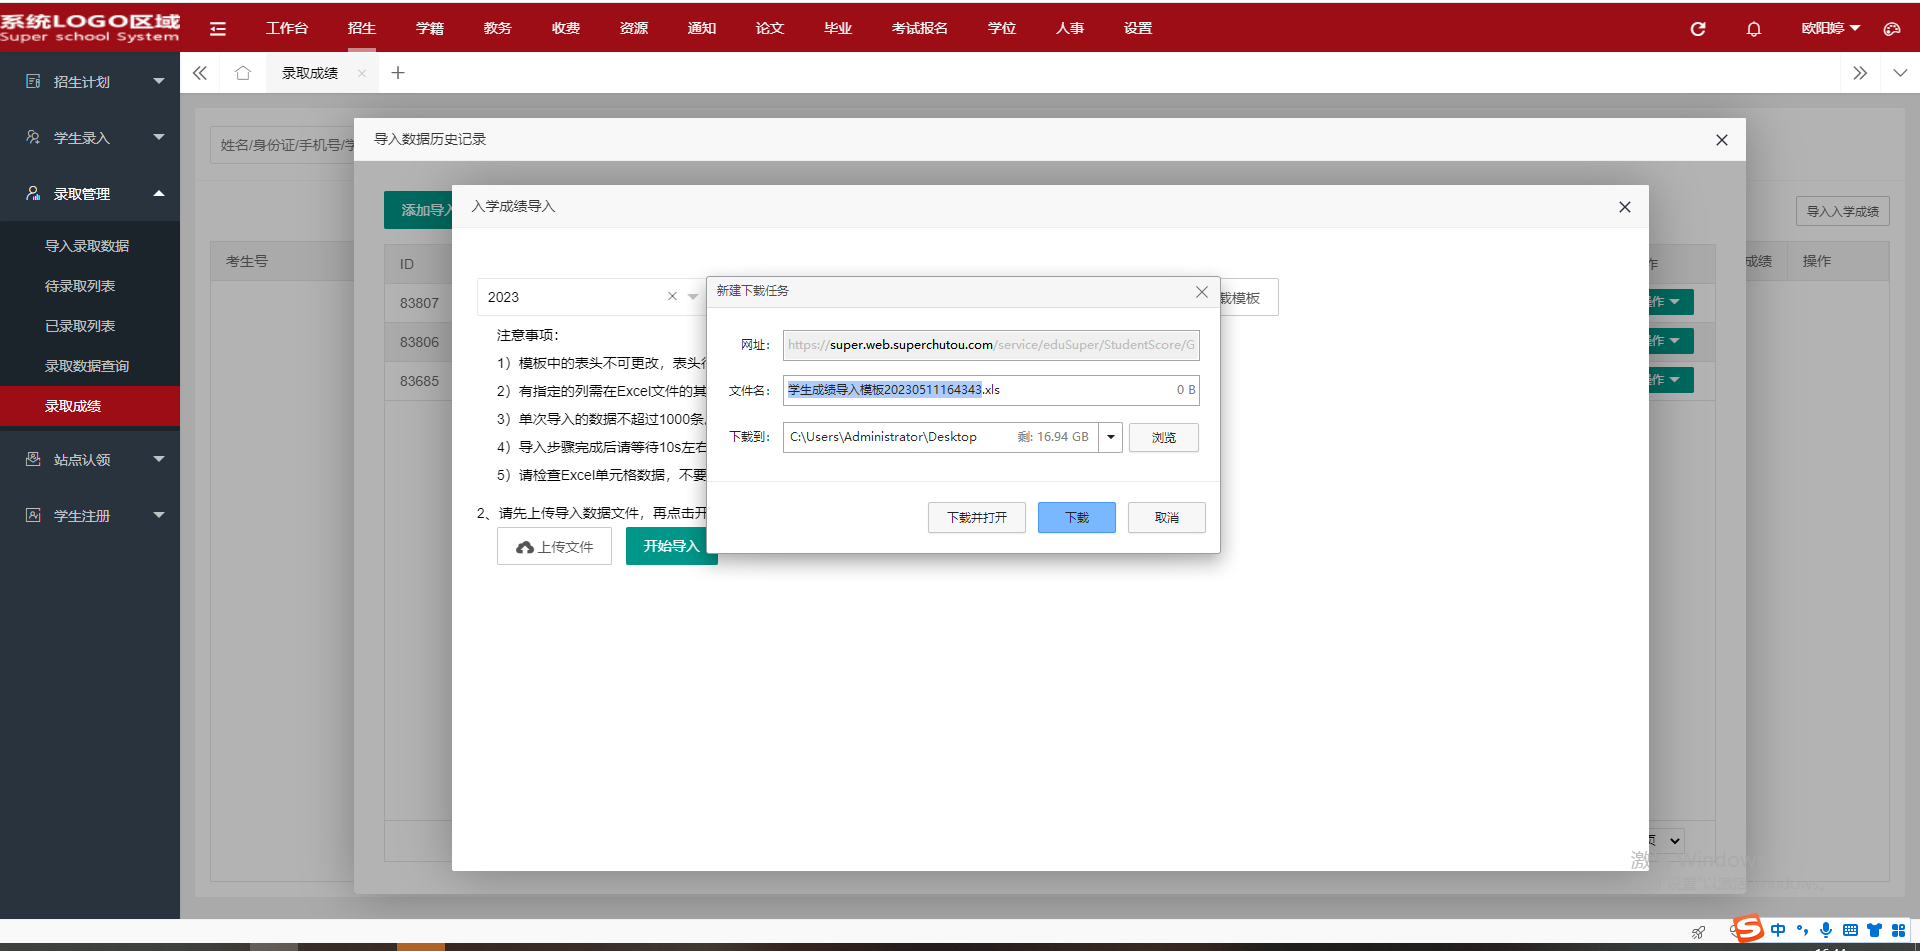 系统LOGO区域
Super school System
工作台 招生 学籍 教务 收费 资源 通知 论文 毕业 考试报名 学位 人事 设置
欧阳婷
招生计划
学生录入
录取管理
导入录取数据
待录取列表
已录取列表
录取数据查询
录取成绩
站点认领
学生注册
录取成绩
姓名/身份证/手机号/学
导入入学成绩
考生号
成绩 操作
导入数据历史记录
添加导入
ID
83807
83806
83685
作
作
作
作
页
入学成绩导入
2023
载模板
注意事项：
1）模板中的表头不可更改，表头行
2）有指定的列需在Excel文件的其
3）单次导入的数据不超过1000条
4）导入步骤完成后请等待10s左右
5）请检查Excel单元格数据，不要
2、请先上传导入数据文件，再点击开
上传文件 开始导入
新建下载任务
网址： https://super.web.superchutou.com/service/eduSuper/StudentScore/G
文件名： 学生成绩导入模板20230511164343.xls 0 B
下载到： C:\Users\Administrator\Desktop 剩: 16.94 GB 浏览
下载并打开 下载 取消
激 Window
中